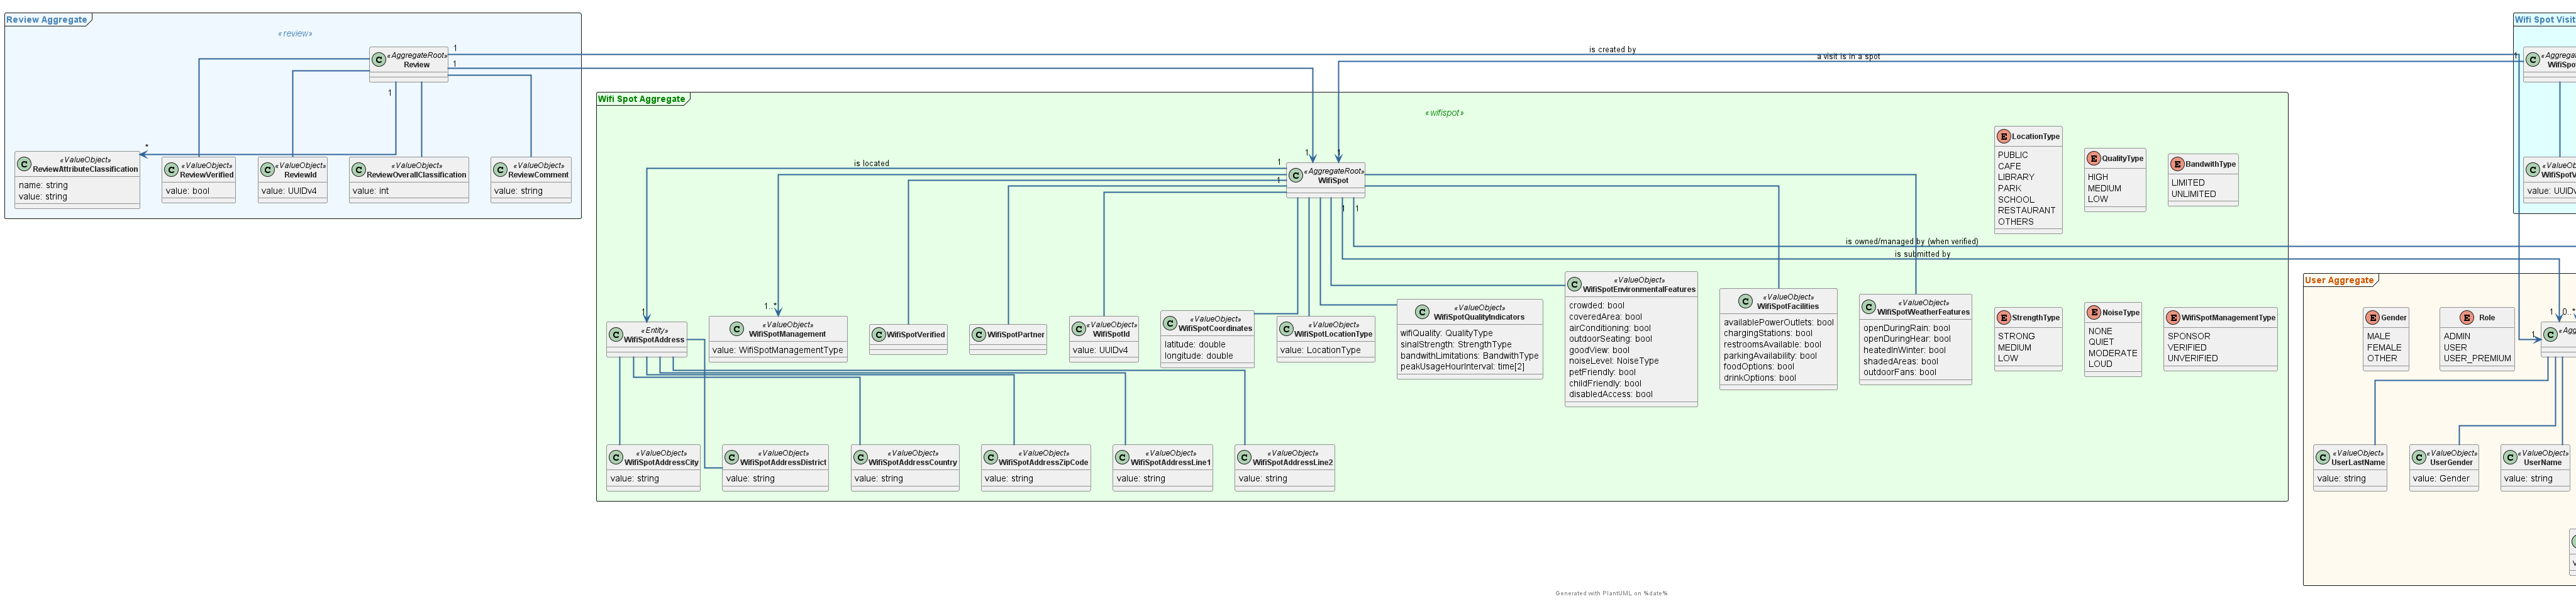 Review Aggregate
«review»
«AggregateRoot»
Review
1
1
1
*
«ValueObject»
ReviewAttributeClassification
name: string
value: string
«ValueObject»
ReviewVerified
value: bool
«ValueObject»
ReviewId
value: UUIDv4
«ValueObject»
ReviewOverallClassification
value: int
«ValueObject»
ReviewComment
value: string
is created by
a visit is in a spot
Wifi Spot Aggregate
«wifispot»
1
1
«AggregateRoot»
WifiSpot
is located
1
1
1
1
LocationType
PUBLIC
CAFE
LIBRARY
PARK
SCHOOL
RESTAURANT
OTHERS
QualityType
HIGH
MEDIUM
LOW
BandwithType
LIMITED
UNLIMITED
is owned/managed by (when verified)
is submitted by
1
«Entity»
WifiSpotAddress
1..*
«ValueObject»
WifiSpotManagement
value: WifiSpotManagementType
WifiSpotVerified
WifiSpotPartner
«ValueObject»
WifiSpotId
value: UUIDv4
«ValueObject»
WifiSpotCoordinates
latitude: double
longitude: double
«ValueObject»
WifiSpotLocationType
value: LocationType
«ValueObject»
WifiSpotQualityIndicators
wifiQuality: QualityType
sinalStrength: StrengthType
bandwithLimitations: BandwithType
peakUsageHourInterval: time[2]
«ValueObject»
WifiSpotEnvironmentalFeatures
crowded: bool
coveredArea: bool
airConditioning: bool
outdoorSeating: bool
goodView: bool
noiseLevel: NoiseType
petFriendly: bool
childFriendly: bool
disabledAccess: bool
«ValueObject»
WifiSpotFacilities
availablePowerOutlets: bool
chargingStations: bool
restroomsAvailable: bool
parkingAvailability: bool
foodOptions: bool
drinkOptions: bool
«ValueObject»
WifiSpotWeatherFeatures
openDuringRain: bool
openDuringHear: bool
heatedInWinter: bool
shadedAreas: bool
outdoorFans: bool
StrengthType
STRONG
MEDIUM
LOW
NoiseType
NONE
QUIET
MODERATE
LOUD
WifiSpotManagementType
SPONSOR
VERIFIED
UNVERIFIED
«ValueObject»
WifiSpotAddressCity
value: string
«ValueObject»
WifiSpotAddressDistrict
value: string
«ValueObject»
WifiSpotAddressCountry
value: string
«ValueObject»
WifiSpotAddressZipCode
value: string
«ValueObject»
WifiSpotAddressLine1
value: string
«ValueObject»
WifiSpotAddressLine2
value: string
Wifi Spot Visit
1
«Aggrega
WifiSpot
«ValueOb
WifiSpotV
value: UUIDv
User Aggregate
Gender
MALE
FEMALE
OTHER
Role
ADMIN
USER
USER_PREMIUM
1
0..*
1
«Agg
«ValueObject»
UserLastName
value: string
«ValueObject»
UserGender
value: Gender
«ValueObject»
UserName
value: string
Generated with PlantUML on %date%